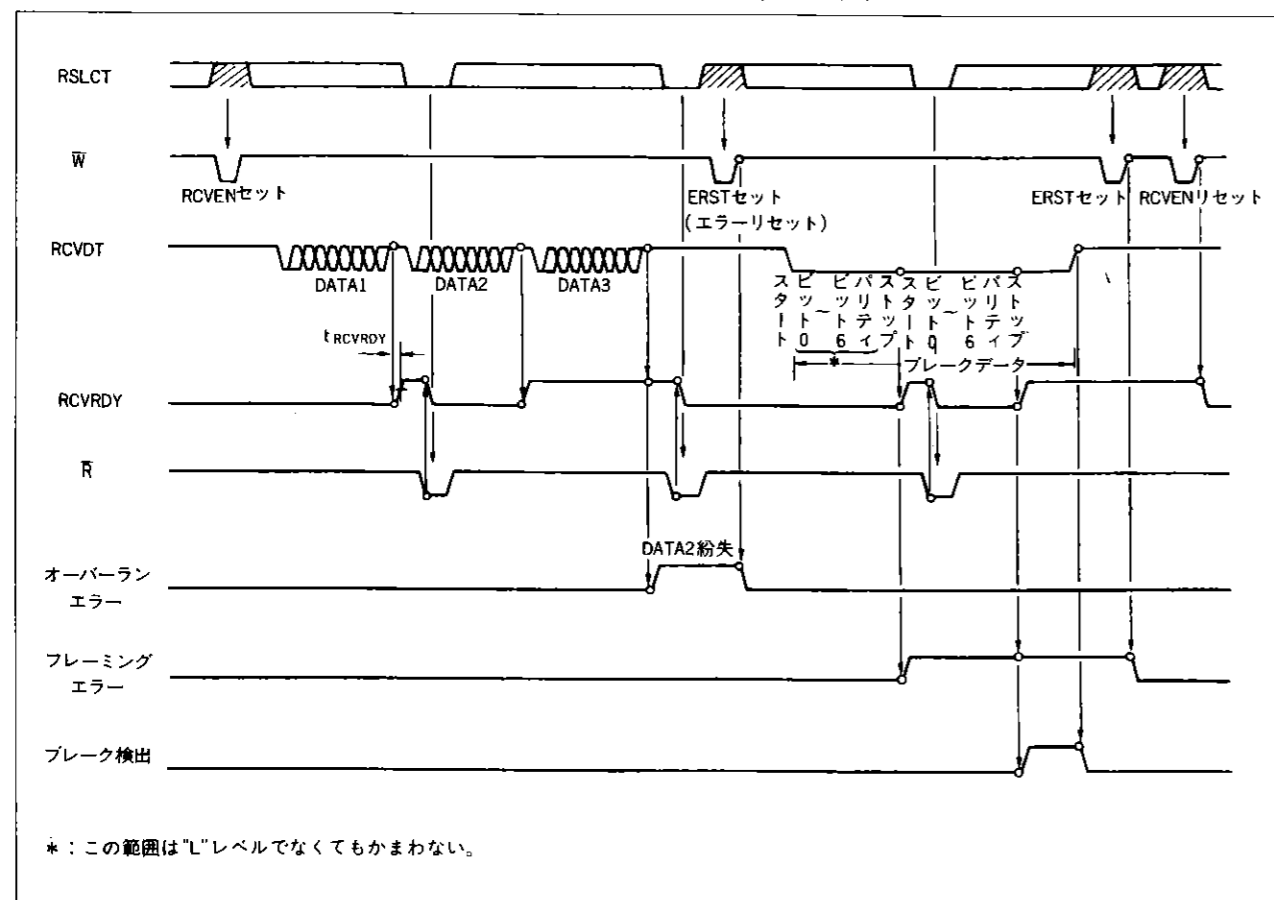 RSLCT
W̅
RCVENセット
ERSTセット
(エラーリセット)
ERSTセット
RCVENリセット
RCVDT
DATA1
DATA2
DATA3
スタート
ビット0
~
ビット6
パリティ
ストップ
スタート
ビット0
~
ビット6
パリティ
ストップ
*
ブレークデータ
tRCVRDY
RCVRDY
R̅
DATA2紛失
オーバーラン
エラー
フレーミング
エラー
ブレーク検出
*:この範囲は"L"レベルでなくてもかまわない。